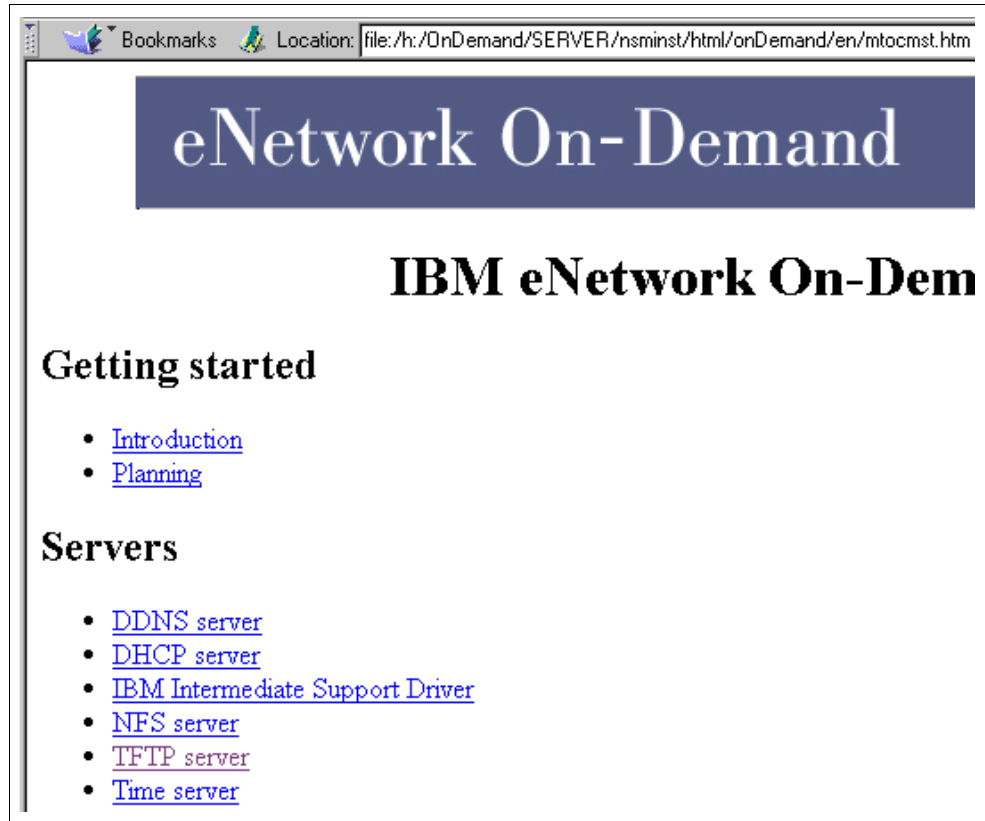 Bookmarks Location: file:/h:/OnDemand/SERVER/nsminst/html/onDemand/en/mtocmst.htm
eNetwork On-Demand
IBM eNetwork On-Dem
Getting started
• Introduction
• Planning
Servers
• DDNS server
• DHCP server
• IBM Intermediate Support Driver
• NFS server
• TFTP server
• Time server